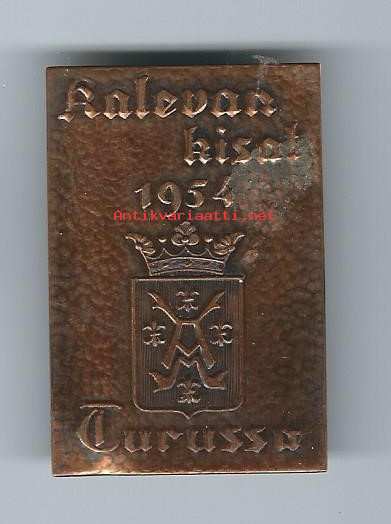 Kalevan
kisat
1954
Antikvariaatti.net
A
Turussa